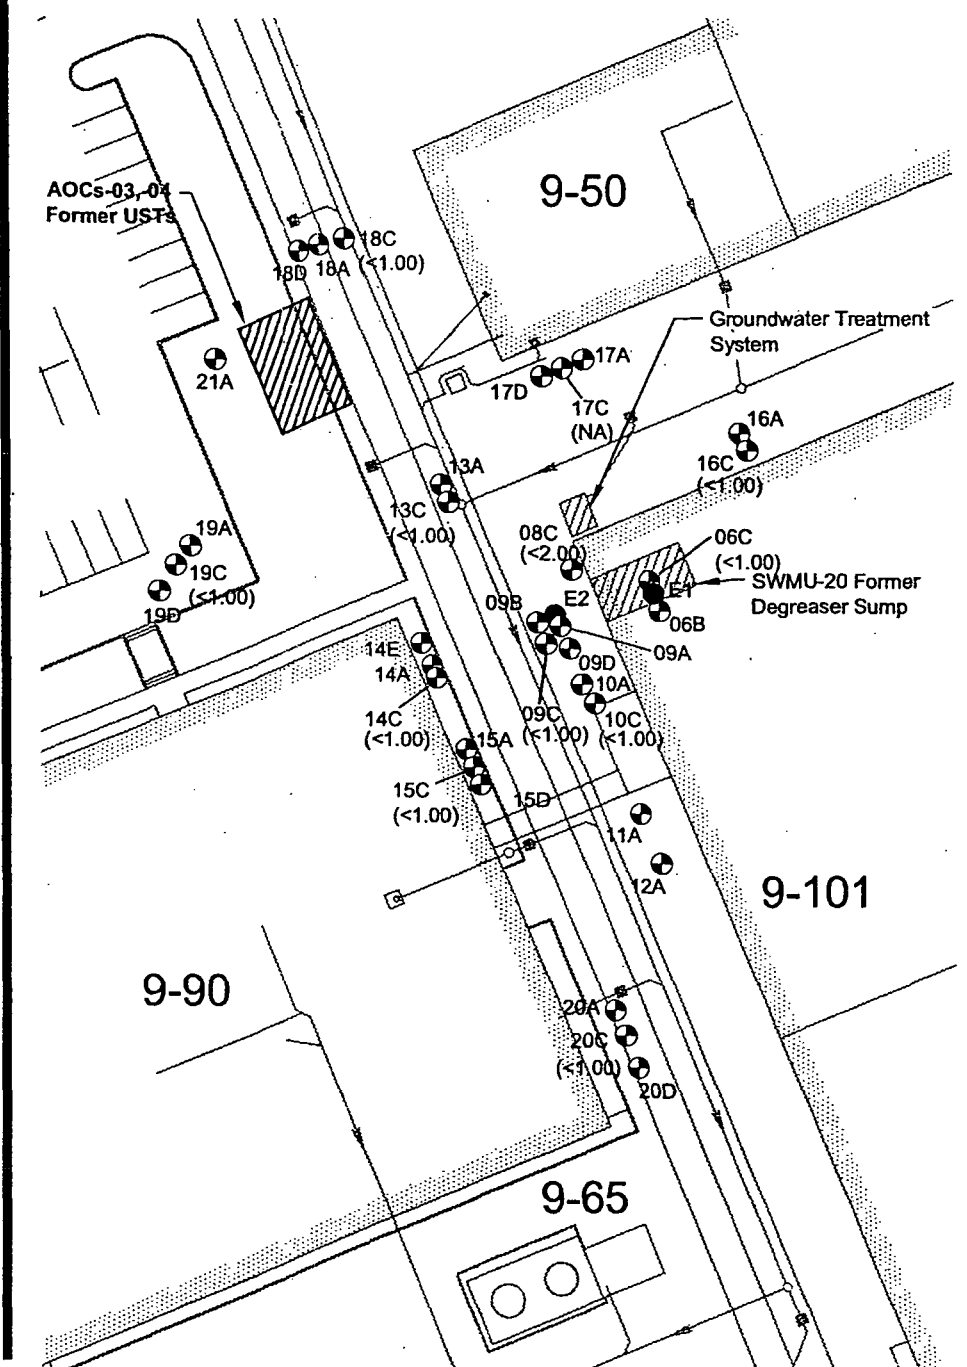 9-50
AOCs-03,-04
Former USTs
18C
(<1.00)
18D
18A
Groundwater Treatment
System
21A
17A
17D
17C
(NA)
16A
16C
(<1.00)
13A
13C
(<1.00)
08C
(<2.00)
06C
(<1.00)
19A
19C
(<1.00)
19D
SWMU-20 Former
Degreaser Sump
E1
E2
09B
06B
09A
14E
14A
09D
10A
14C
(<1.00)
09C
(<1.00)
10C
(<1.00)
15A
15C
(<1.00)
15D
11A
12A
9-101
9-90
20A
20C
(<1.00)
20D
9-65